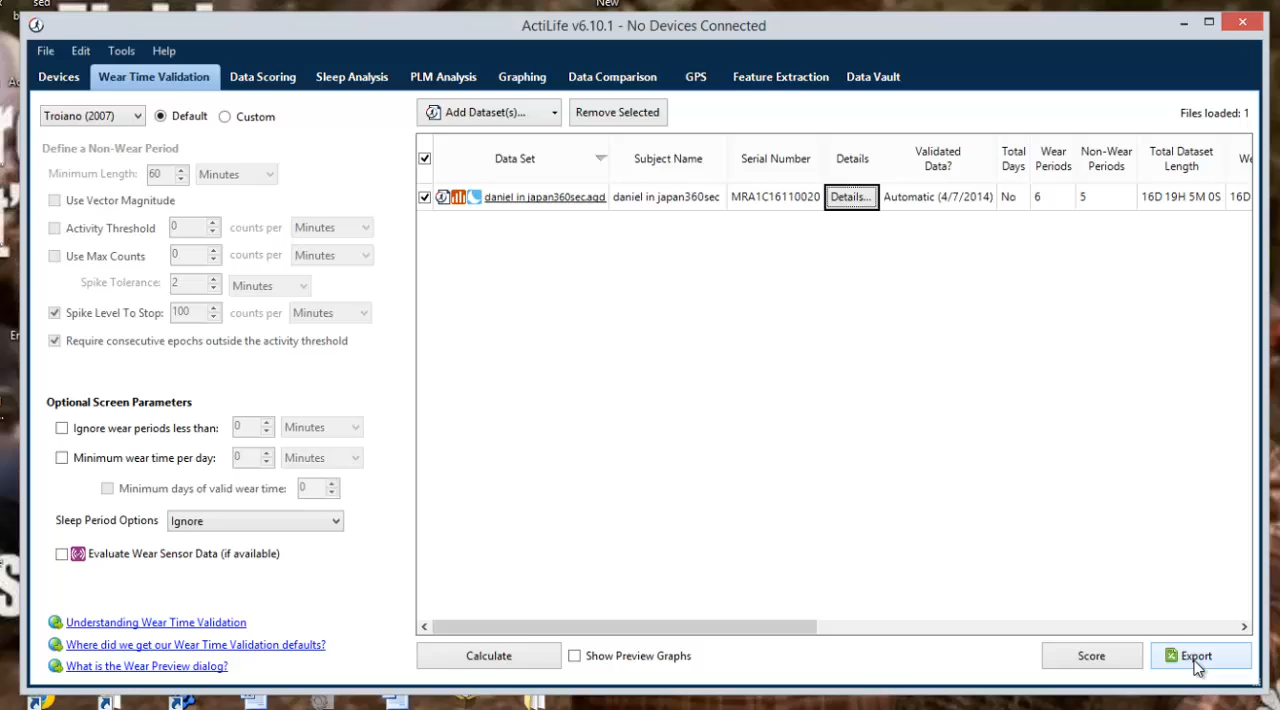 sed
New
ActiLife v6.10.1 - No Devices Connected
File Edit Tools Help
Devices Wear Time Validation Data Scoring Sleep Analysis PLM Analysis Graphing Data Comparison GPS Feature Extraction Data Vault
Troiano (2007) Default Custom
Add Dataset(s)... Remove Selected Files loaded: 1
Define a Non-Wear Period
Minimum Length: 60 Minutes
Use Vector Magnitude
Activity Threshold 0 counts per Minutes
Use Max Counts 0 counts per Minutes
Spike Tolerance: 2 Minutes
Spike Level To Stop: 100 counts per Minutes
Require consecutive epochs outside the activity threshold
Optional Screen Parameters
Ignore wear periods less than: 0 Minutes
Minimum wear time per day: 0 Minutes
Minimum days of valid wear time: 0
Sleep Period Options Ignore
Evaluate Wear Sensor Data (if available)
Understanding Wear Time Validation
Where did we get our Wear Time Validation defaults?
What is the Wear Preview dialog?
Data Set Subject Name Serial Number Details Validated Data? Total Days Wear Periods Non-Wear Periods Total Dataset Length We
daniel in japan360sec.agd daniel in japan360sec MRA1C16110020 Details... Automatic (4/7/2014) No 6 5 16D 19H 5M 0S 16D
Calculate Show Preview Graphs Score Export